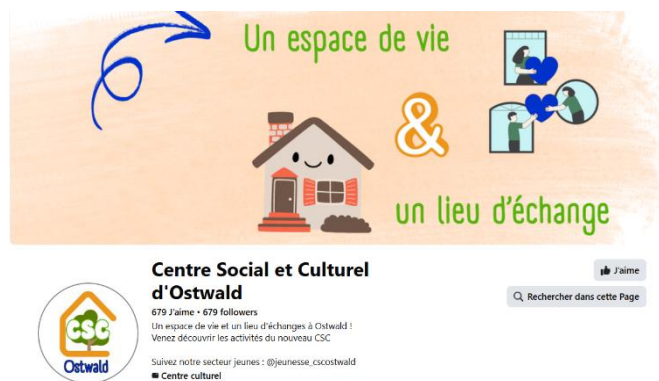 Un espace de vie
&
un lieu d'échange
Centre Social et Culturel
d'Ostwald
J'aime
679 J'aime • 679 followers
Rechercher dans cette Page
Un espace de vie et un lieu d'échanges à Ostwald !
Venez découvrir les activités du nouveau CSC
CSC
Ostwald
Suivez notre secteur jeunes : @jeunesse_cscostwald
Centre culturel